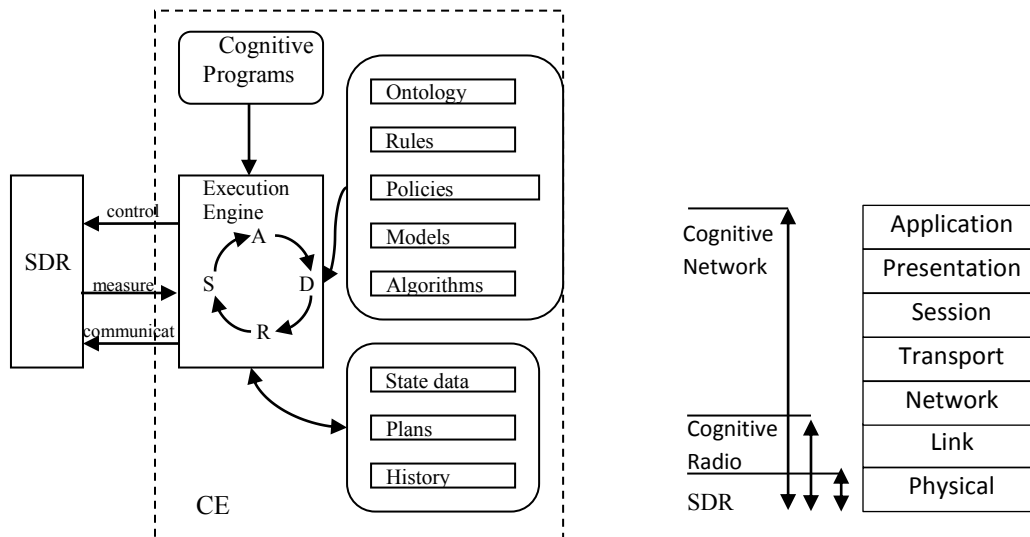 Cognitive
Programs
Ontology
Rules
Policies
Models
Algorithms
Execution
Engine
A
S
D
R
SDR
control
measure
communicat
State data
Plans
History
CE
Cognitive
Network
Cognitive
Radio
SDR
Application
Presentation
Session
Transport
Network
Link
Physical